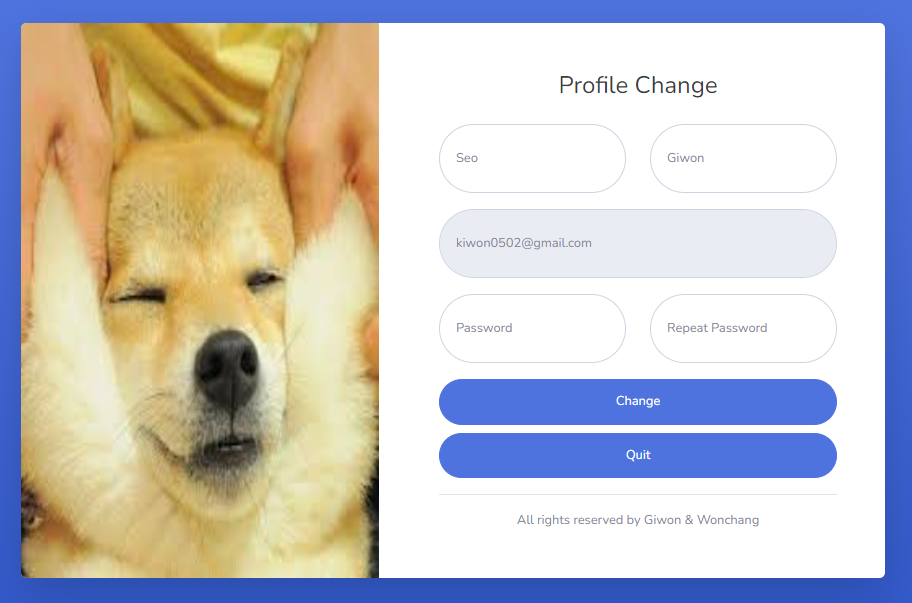 Profile Change
Seo Giwon
kiwon0502@gmail.com
Password Repeat Password
Change
Quit
All rights reserved by Giwon & Wonchang